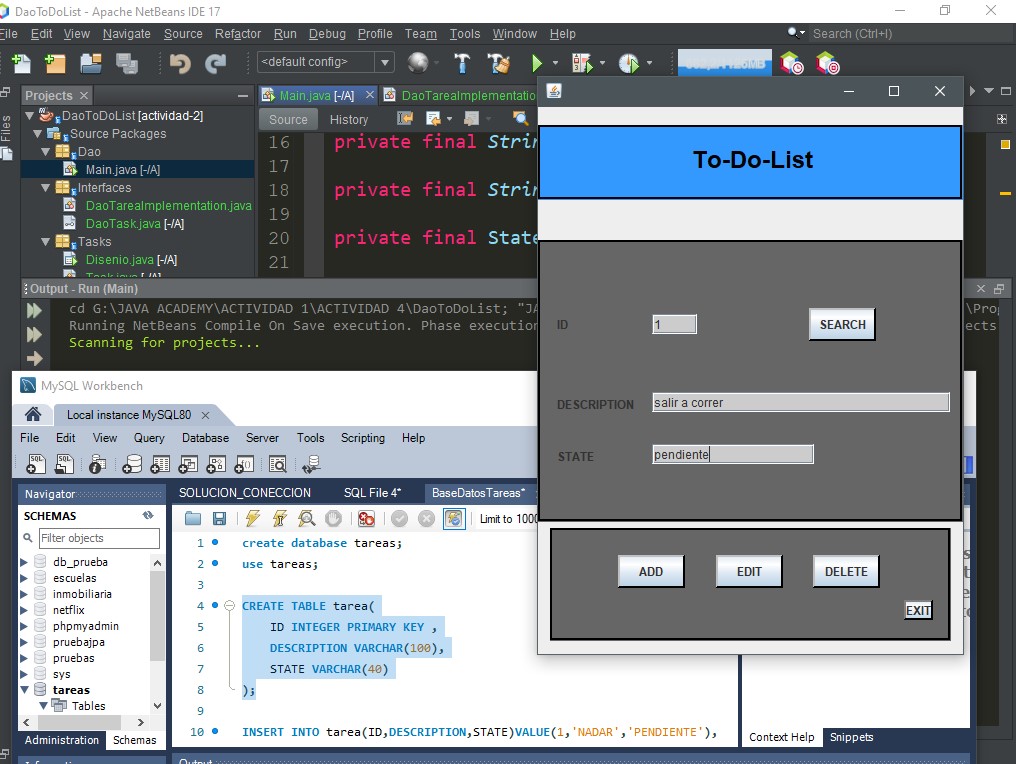 DaoToDoList - Apache NetBeans IDE 17
File Edit View Navigate Source Refactor Run Debug Profile Team Tools Window Help
Search (Ctrl+I)
<default config>
Projects
Files
DaoToDoList [actividad-2]
Source Packages
Dao
Main.java [-/A]
Interfaces
DaoTareaImplementation.java
DaoTask.java [-/A]
Tasks
Disenio.java [-/A]
Task.java [-/A]
Main.java [-/A]
DaoTareaImplementatio
Source History
16 private final Strin
17
18 private final Strin
19
20 private final State
21
Output - Run (Main)
cd G:\JAVA ACADEMY\ACTIVIDAD 1\ACTIVIDAD 4\DaoToDoList; "JA
\Prog
Running NetBeans Compile On Save execution. Phase execution
ects
Scanning for projects...
To-Do-List
ID
1
SEARCH
DESCRIPTION
salir a correr
STATE
pendiente
ADD
EDIT
DELETE
EXIT
MySQL Workbench
Local instance MySQL80
File Edit View Query Database Server Tools Scripting Help
Navigator
SCHEMAS
Filter objects
db_prueba
escuelas
inmobiliaria
netflix
phpmyadmin
pruebajpa
pruebas
sys
tareas
Tables
Administration Schemas
SOLUCION_CONECCION
SQL File 4*
BaseDatosTareas*
Limit to 1000
1 create database tareas;
2 use tareas;
3
4 CREATE TABLE tarea(
5 ID INTEGER PRIMARY KEY ,
6 DESCRIPTION VARCHAR(100),
7 STATE VARCHAR(40)
8 );
9
10 INSERT INTO tarea(ID,DESCRIPTION,STATE)VALUE(1,'NADAR','PENDIENTE'),
Context Help Snippets
Output